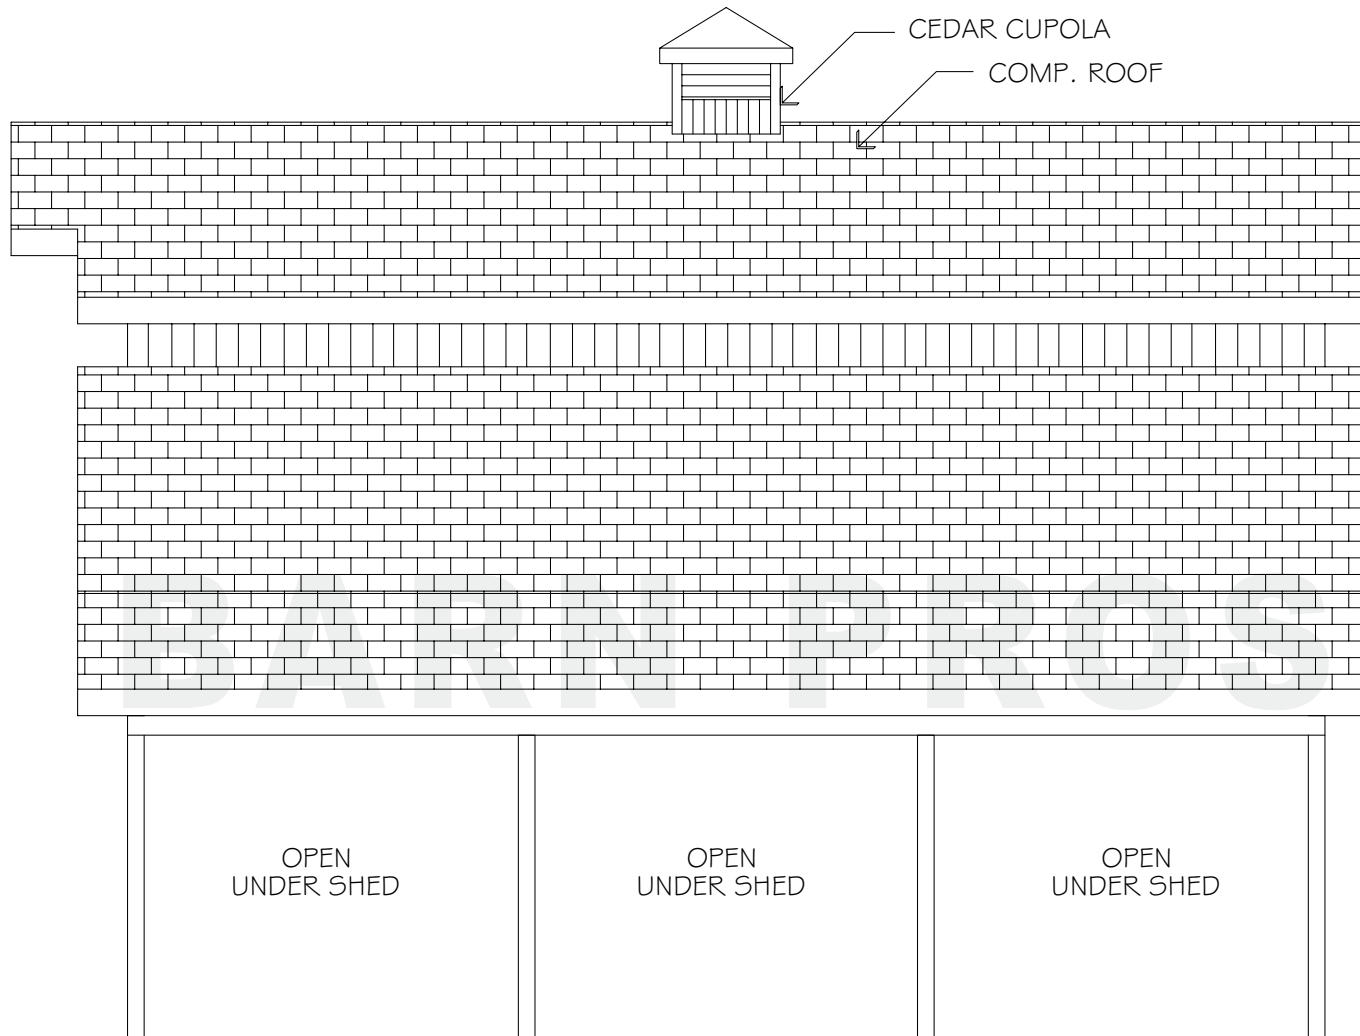 CEDAR CUPOLA
COMP. ROOF
BARN PROS
OPEN
UNDER SHED
OPEN
UNDER SHED
OPEN
UNDER SHED